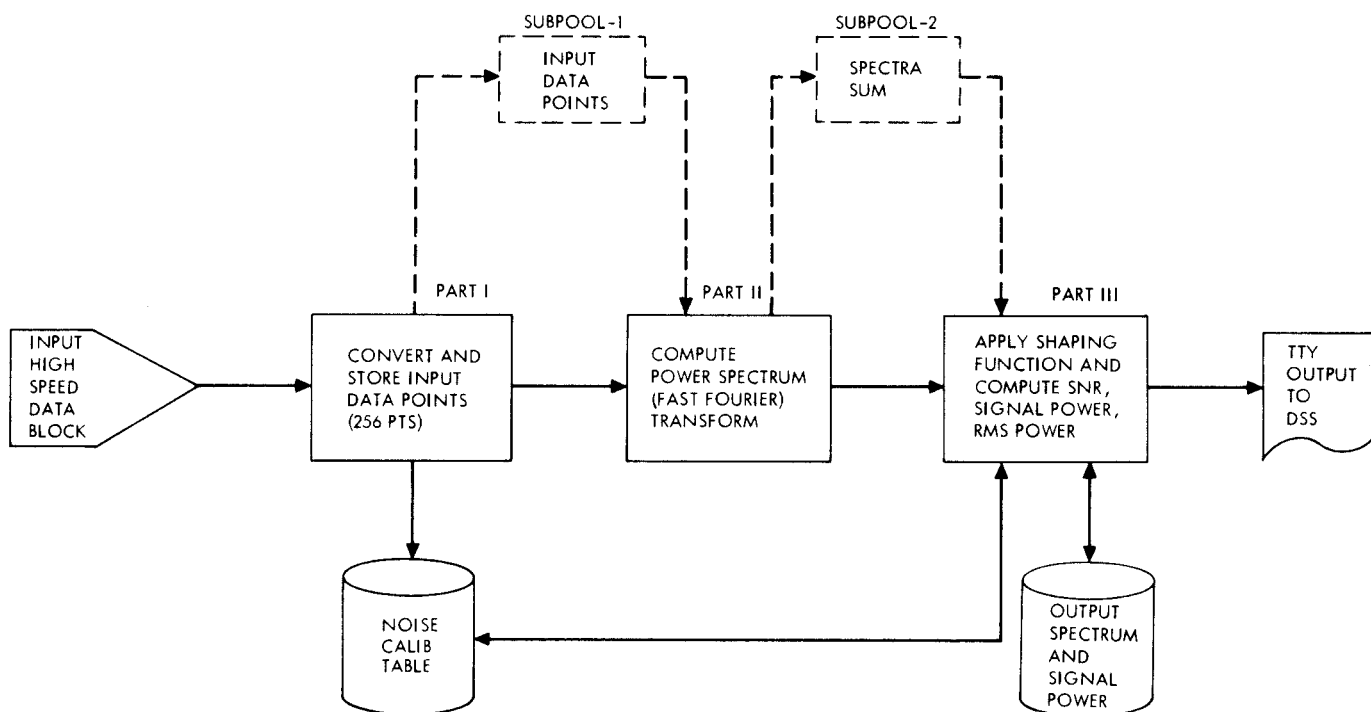 SUBPOOL-1
INPUT
DATA
POINTS
SUBPOOL-2
SPECTRA
SUM
INPUT
HIGH
SPEED
DATA
BLOCK
PART I
CONVERT AND
STORE INPUT
DATA POINTS
(256 PTS)
PART II
COMPUTE
POWER SPECTRUM
(FAST FOURIER)
TRANSFORM
PART III
APPLY SHAPING
FUNCTION AND
COMPUTE SNR,
SIGNAL POWER,
RMS POWER
TTY
OUTPUT
TO
DSS
NOISE
CALIB
TABLE
OUTPUT
SPECTRUM
AND
SIGNAL
POWER